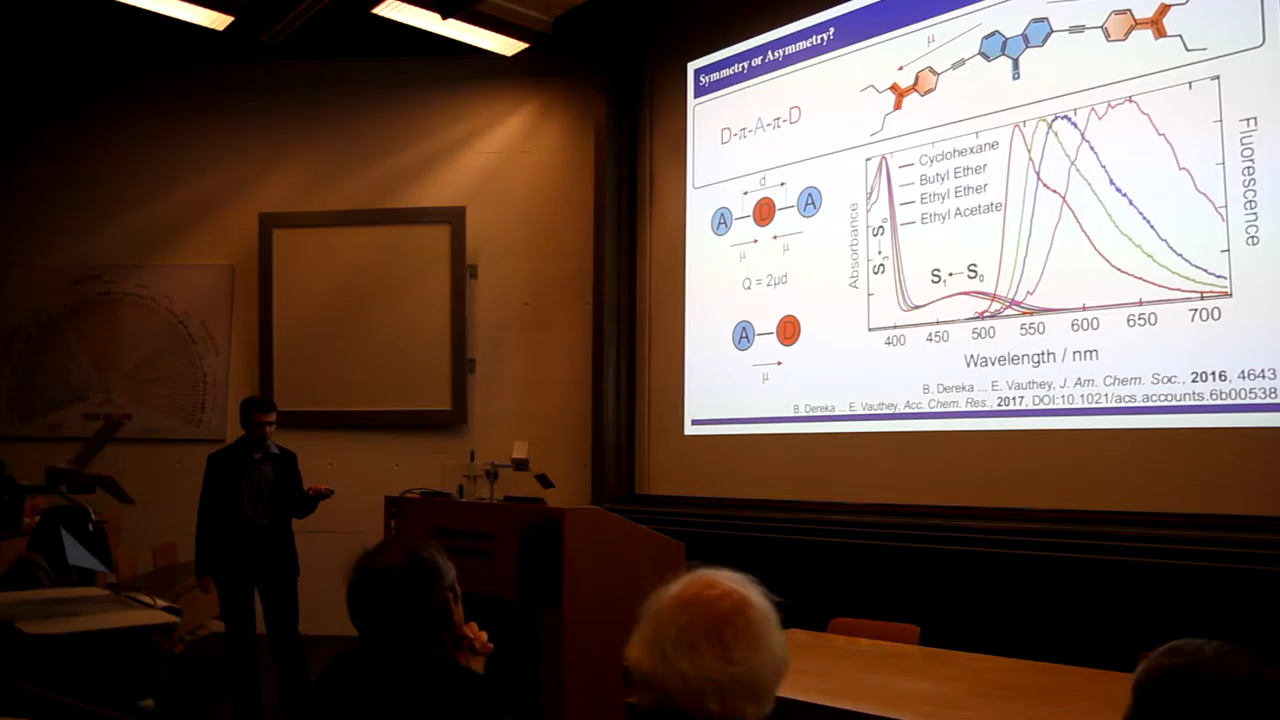 Symmetry or Asymmetry?
μ
D-π-A-π-D
d
A D A
μ μ
Q = 2μd
A D
μ
Cyclohexane
Butyl Ether
Ethyl Ether
Ethyl Acetate
Absorbance
S₃←S₀
S₁←S₀
Fluorescence
400 450 500 550 600 650 700
Wavelength / nm
B. Dereka ... E. Vauthey, J. Am. Chem. Soc., 2016, 4643
B. Dereka ... E. Vauthey, Acc. Chem. Res., 2017, DOI:10.1021/acs.accounts.6b00538